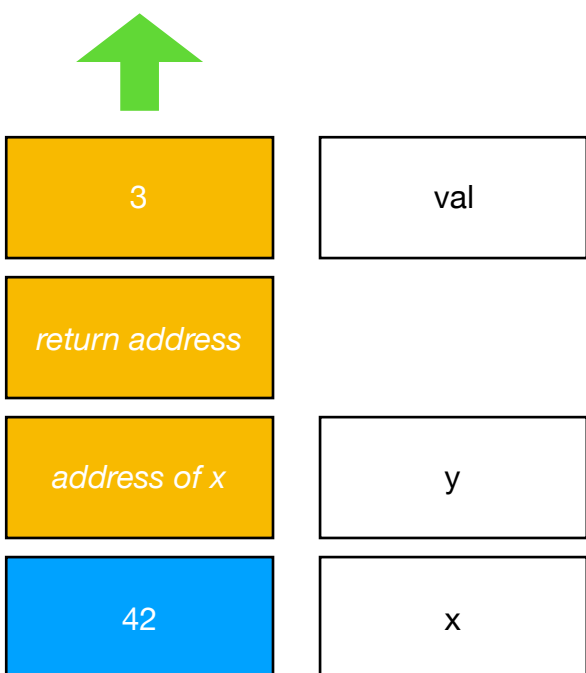 3 val
return address
address of x y
42 x